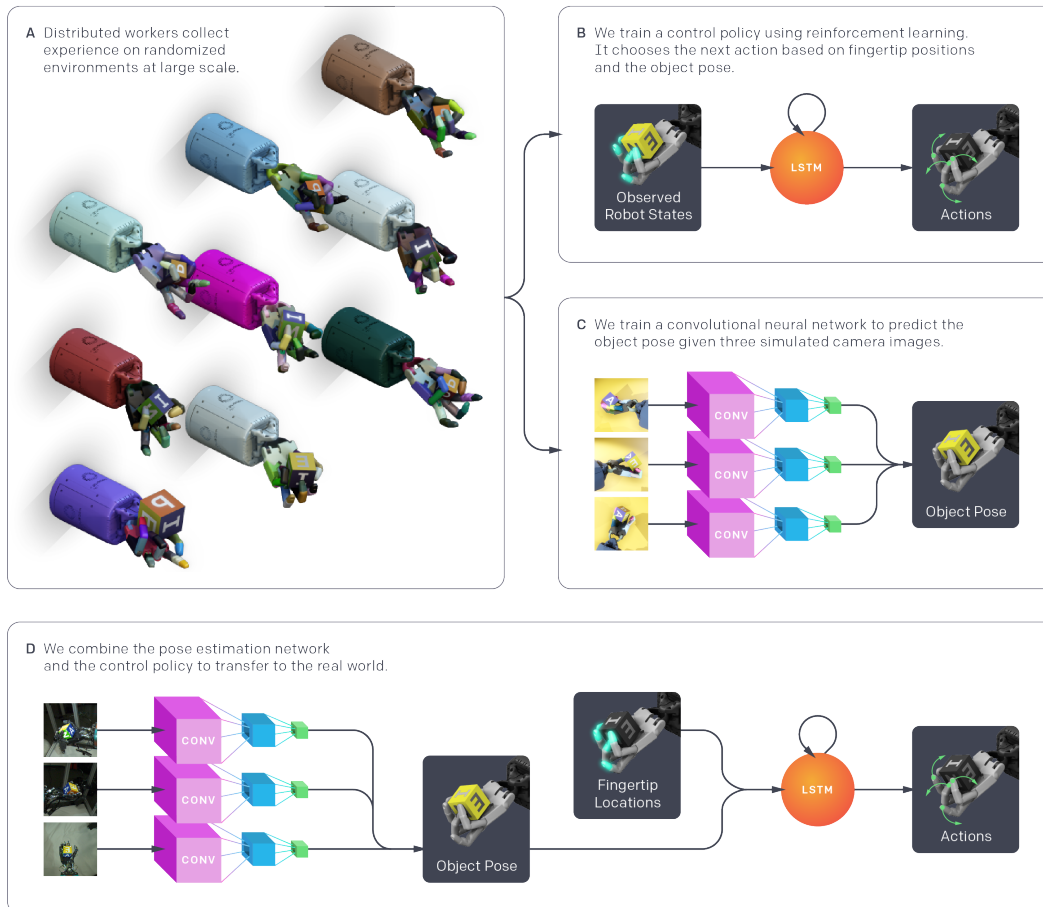 A Distributed workers collect
experience on randomized
environments at large scale.
B We train a control policy using reinforcement learning.
It chooses the next action based on fingertip positions
and the object pose.
Observed
Robot States
LSTM
Actions
C We train a convolutional neural network to predict the
object pose given three simulated camera images.
CONV
CONV
CONV
Object Pose
D We combine the pose estimation network
and the control policy to transfer to the real world.
CONV
CONV
CONV
Object Pose
Fingertip
Locations
LSTM
Actions